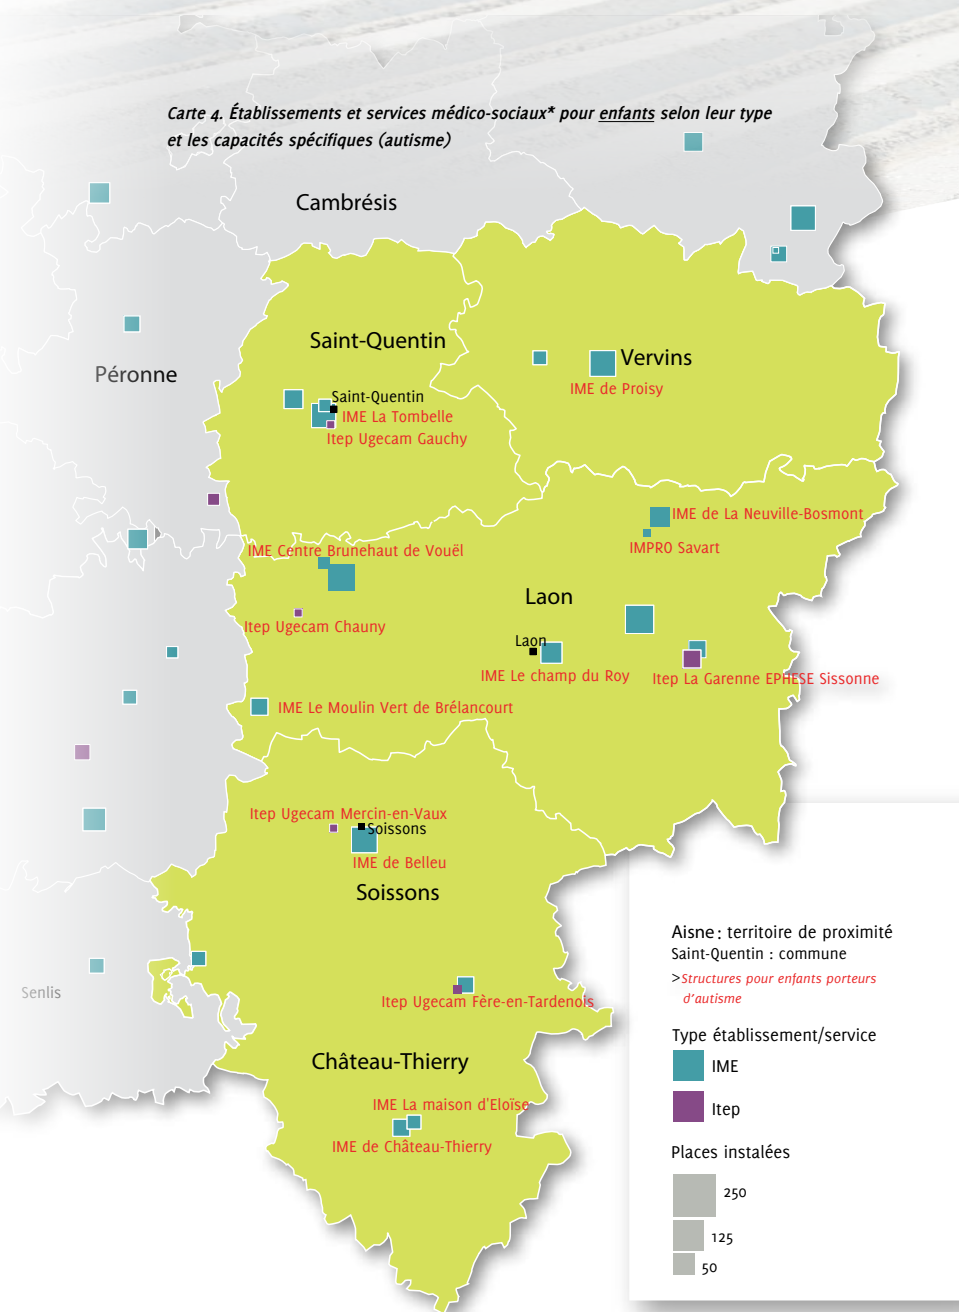 Carte 4. Établissements et services médico-sociaux* pour enfants selon leur type
et les capacités spécifiques (autisme)
Cambrésis
Saint-Quentin
Vervins
Péronne
IME de Proisy
Saint-Quentin
IME La Tombelle
Itep Ugecam Gauchy
IME de La Neuville-Bosmont
IMPRO Savart
IME Centre Brunehaut de Vouël
Laon
Itep Ugecam Chauny
Laon
IME Le champ du Roy
Itep La Garenne EPHESE Sissonne
IME Le Moulin Vert de Brélancourt
Itep Ugecam Mercin-en-Vaux
Soissons
IME de Belleu
Soissons
Senlis
Itep Ugecam Fère-en-Tardenois
Château-Thierry
IME La maison d'Eloïse
IME de Château-Thierry
Aisne : territoire de proximité
Saint-Quentin : commune
>Structures pour enfants porteurs
d’autisme
Type établissement/service
IME
Itep
Places instalées
250
125
50